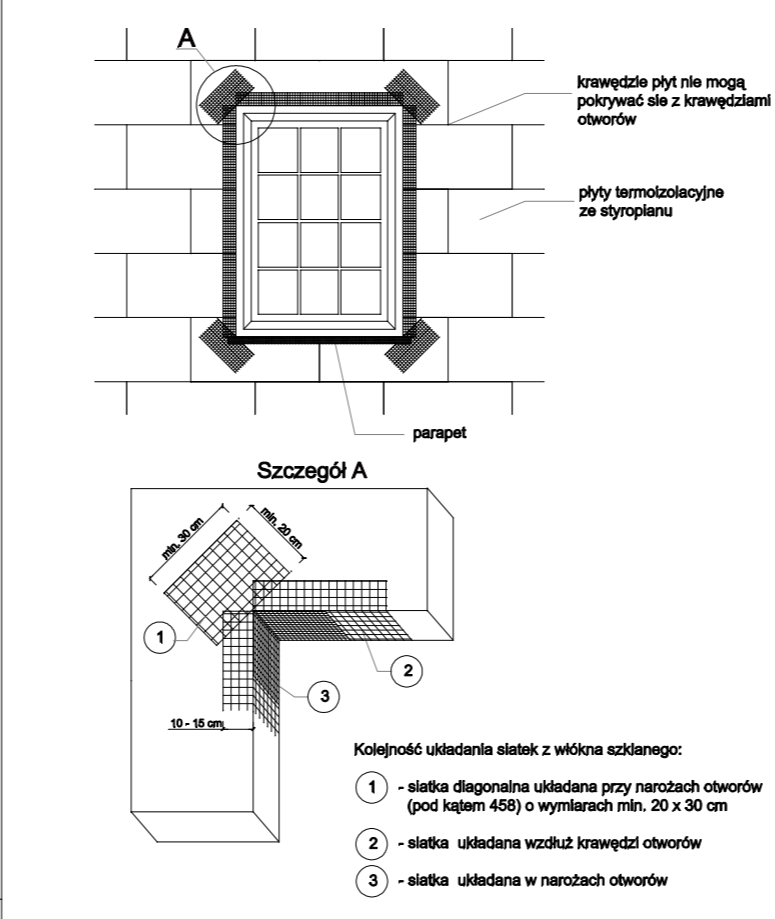 A
krawędzie płyt nie mogą
pokrywać sie z krawędziami
otworów
płyty termoizolacyjne
ze styropianu
parapet
Szczegół A
min. 30 cm
min. 20 cm
1
2
3
10 - 15 cm
Kolejność układania siatek z włókna szklanego:
1 - siatka diagonalna układana przy narożach otworów
(pod kątem 458) o wymiarach min. 20 x 30 cm
2 - siatka układana wzdłuż krawędzi otworów
3 - siatka układana w narożach otworów